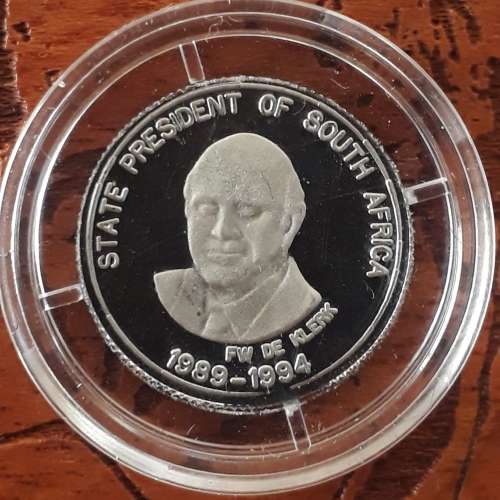 STATE PRESIDENT OF SOUTH AFRICA
FW DE KLERK
1989-1994